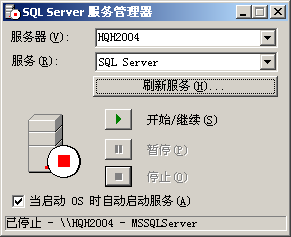 SQL Server 服务管理器
服务器(V): HQH2004
服务(R): SQL Server
刷新服务(H)...
开始/继续(S)
暂停(P)
停止(O)
当启动 OS 时自动启动服务(A)
已停止 - \\HQH2004 - MSSQLServer